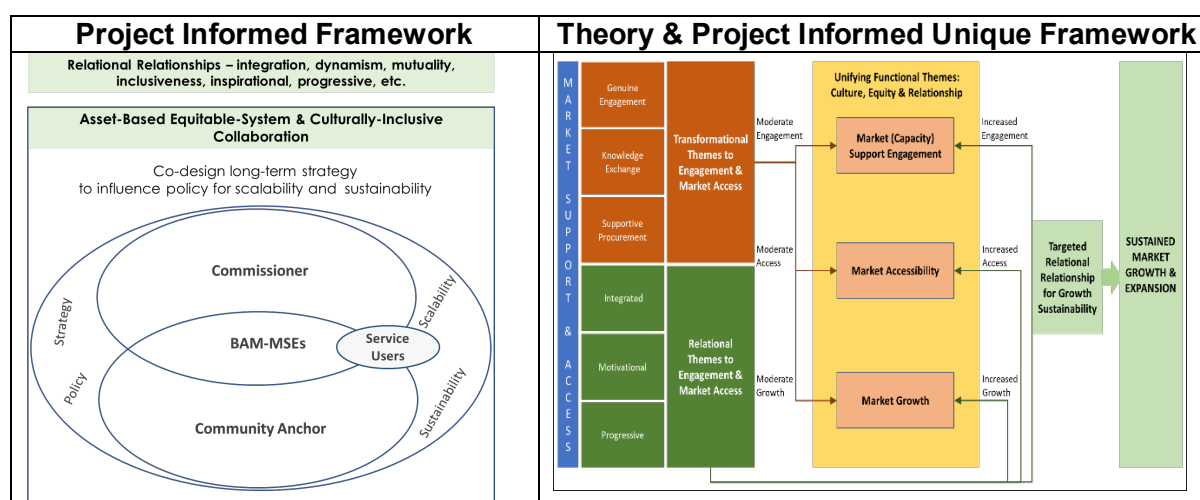 Project Informed Framework
Relational Relationships – integration, dynamism, mutuality,
inclusiveness, inspirational, progressive, etc.
Asset-Based Equitable-System & Culturally-Inclusive
Collaboration
Co-design long-term strategy
to influence policy for scalability and sustainability
Commissioner
Strategy
Scalability
BAM-MSEs
Service
Users
Policy
Sustainability
Community Anchor
Theory & Project Informed Unique Framework
MARKET SUPPORT & ACCESS
Genuine
Engagement
Knowledge
Exchange
Supportive
Procurement
Integrated
Motivational
Progressive
Transformational
Themes to
Engagement &
Market Access
Relational
Themes to
Engagement &
Market Access
Moderate
Engagement
Moderate
Access
Moderate
Growth
Unifying Functional Themes:
Culture, Equity & Relationship
Market (Capacity)
Support Engagement
Market Accessibility
Market Growth
Increased
Engagement
Increased
Access
Increased
Growth
Targeted
Relational
Relationship
for Growth
Sustainability
SUSTAINED
MARKET
GROWTH &
EXPANSION